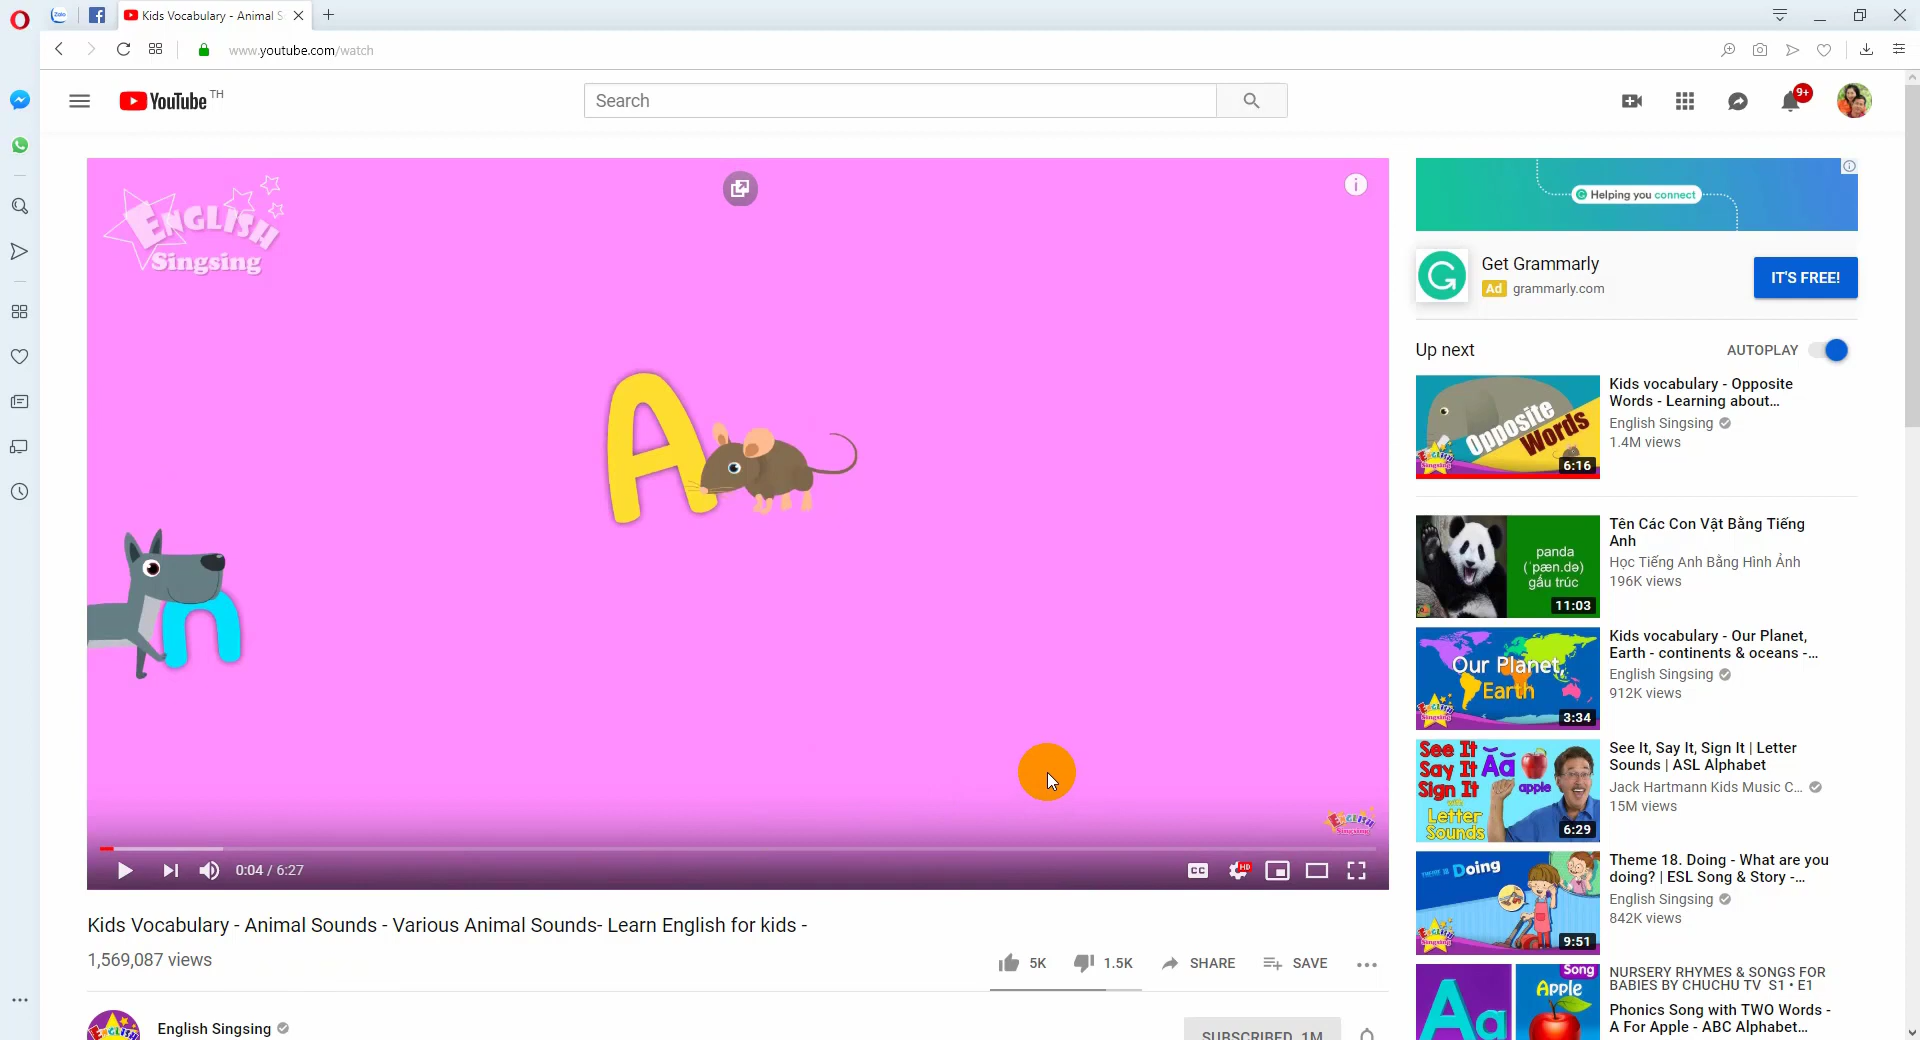 Zalo
Kids Vocabulary - Animal S
www.youtube.com/watch
YouTube TH
Search
9+
ENGLISH
Singsing
A
n
ENGLISH
Singsing
0:04 / 6:27
CC
HD
Kids Vocabulary - Animal Sounds - Various Animal Sounds- Learn English for kids -
1,569,087 views
5K
1.5K
SHARE
SAVE
English Singsing
SUBSCRIBED 1M
Helping you connect
Get Grammarly
Ad grammarly.com
IT'S FREE!
Up next
AUTOPLAY
Opposite
Words
6:16
Kids vocabulary - Opposite
Words - Learning about...
English Singsing
1.4M views
panda
('pæn.də)
gấu trúc
11:03
Tên Các Con Vật Bằng Tiếng
Anh
Học Tiếng Anh Bằng Hình Ảnh
196K views
Our Planet,
Earth
3:34
Kids vocabulary - Our Planet,
Earth - continents & oceans -...
English Singsing
912K views
See It
Say It
Sign It
with
Letter
Sounds
Aa
apple
6:29
See It, Say It, Sign It | Letter
Sounds | ASL Alphabet
Jack Hartmann Kids Music C...
15M views
Doing
9:51
Theme 18. Doing - What are you
doing? | ESL Song & Story -...
English Singsing
842K views
Aa
Song
Apple
NURSERY RHYMES & SONGS FOR
BABIES BY CHUCHU TV S1 • E1
Phonics Song with TWO Words -
A For Apple - ABC Alphabet...